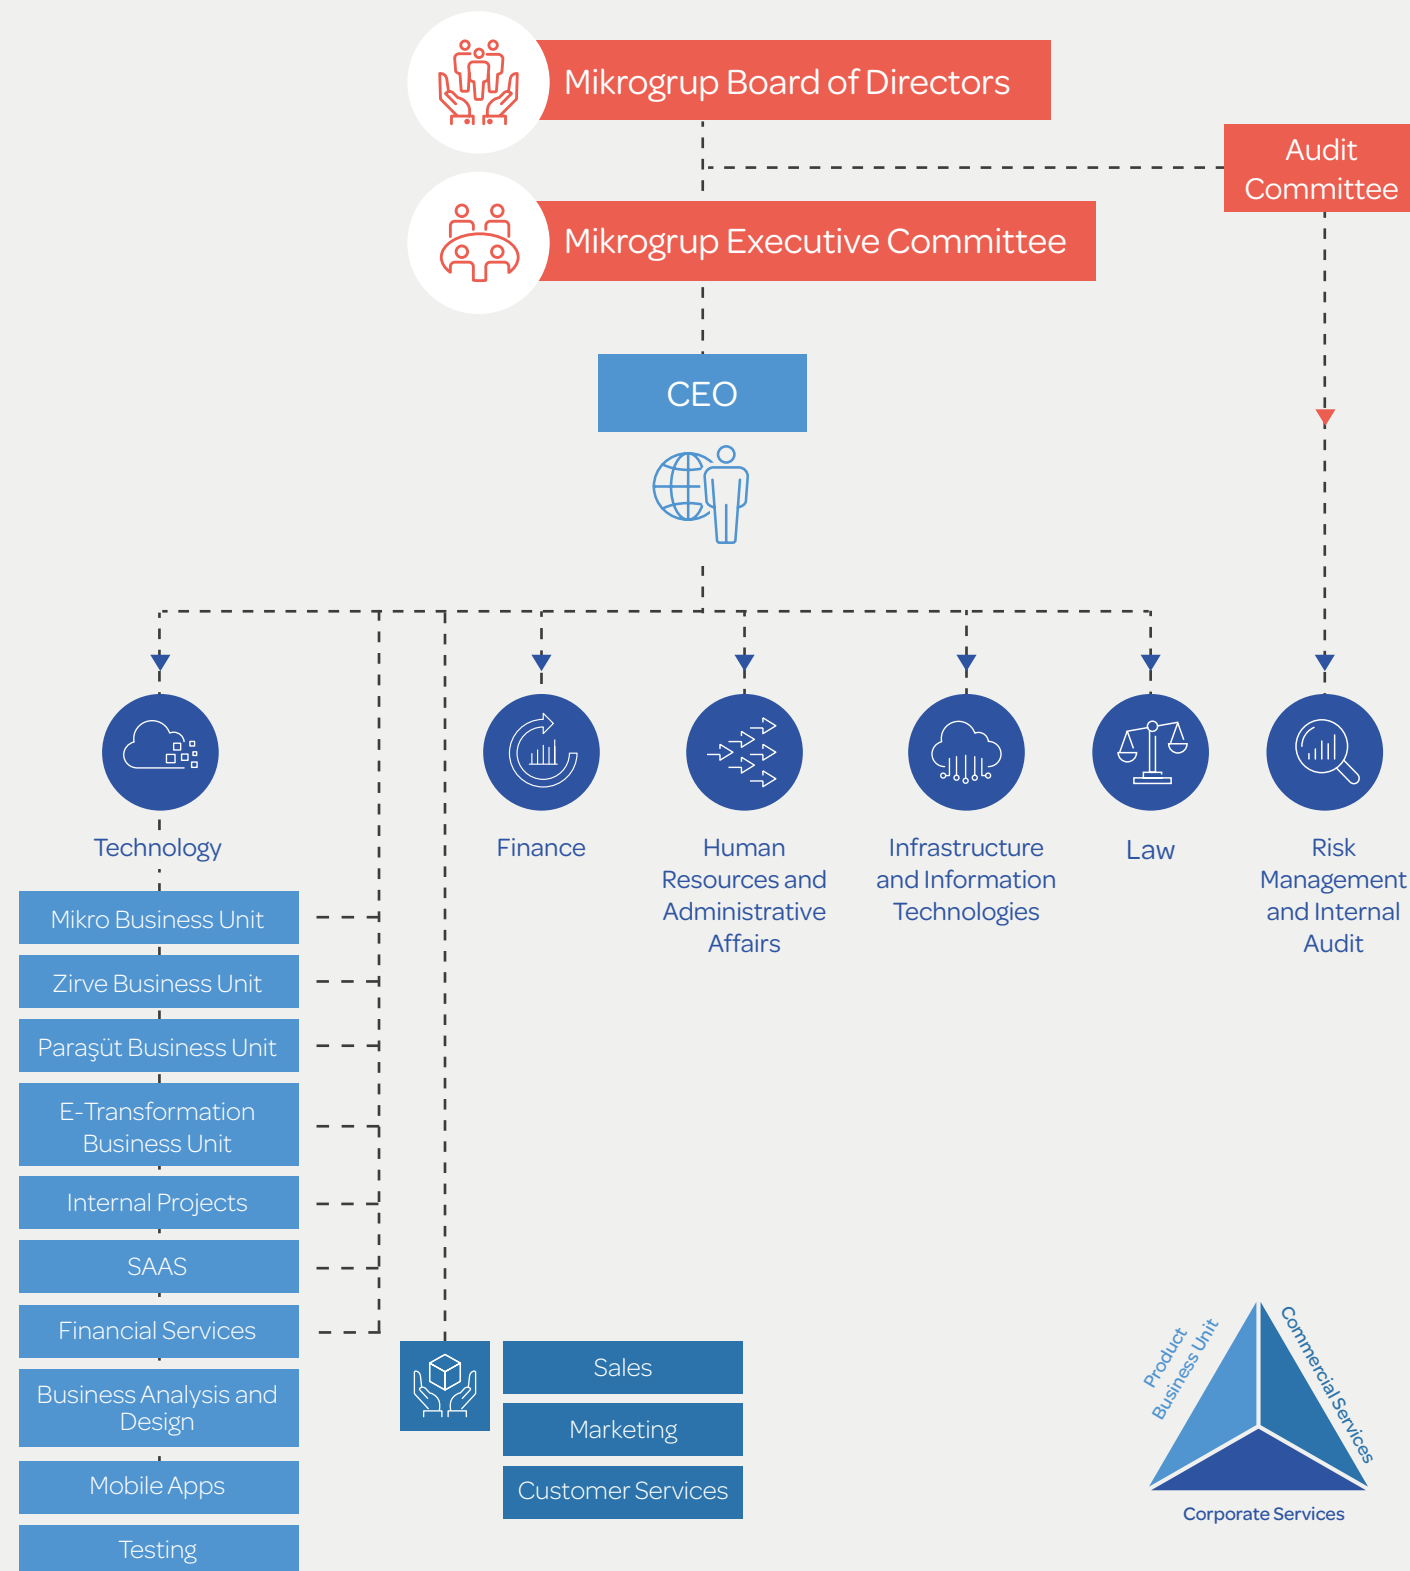 Mikrogrup Board of Directors
Audit
Committee
Mikrogrup Executive Committee
CEO
Technology
Finance
Human
Resources and
Administrative
Affairs
Infrastructure
and Information
Technologies
Law
Risk
Management
and Internal
Audit
Mikro Business Unit
Zirve Business Unit
Paraşüt Business Unit
E-Transformation
Business Unit
Internal Projects
SAAS
Financial Services
Business Analysis and
Design
Mobile Apps
Testing
Sales
Marketing
Customer Services
Product
Business Unit
Commercial Services
Corporate Services